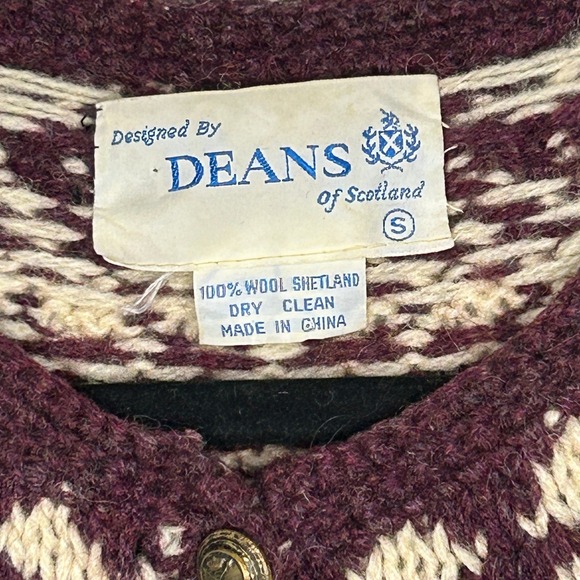 Designed By
DEANS
of Scotland
S
100% WOOL SHETLAND
DRY CLEAN
MADE IN CHINA